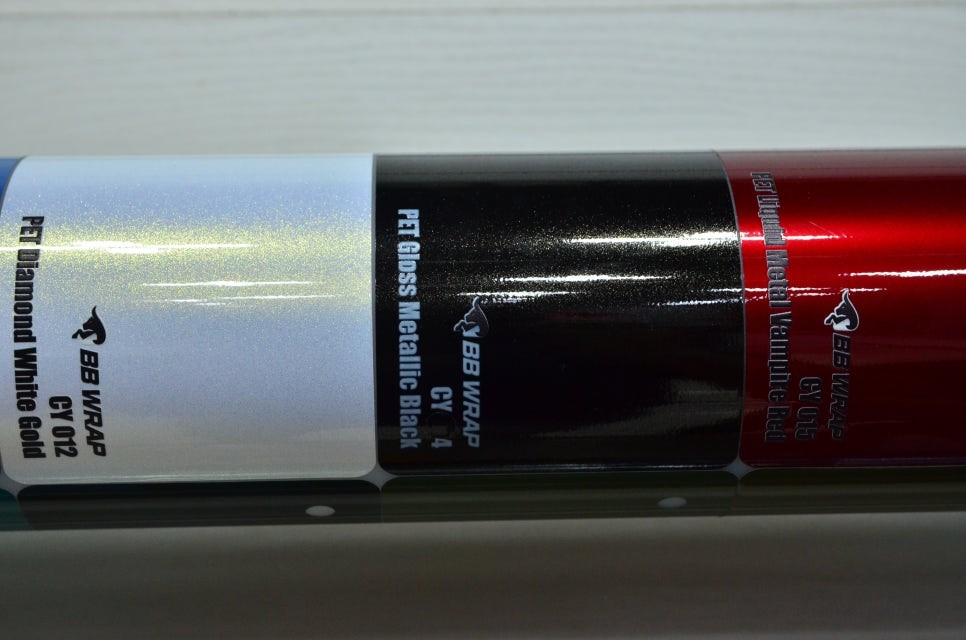 BB WRAP
CY 012
PET Diamond White Gold
BB WRAP
CY 4
PET Gloss Metallic Black
BB WRAP
CY 015
PET Liquid Metal Vampire Red